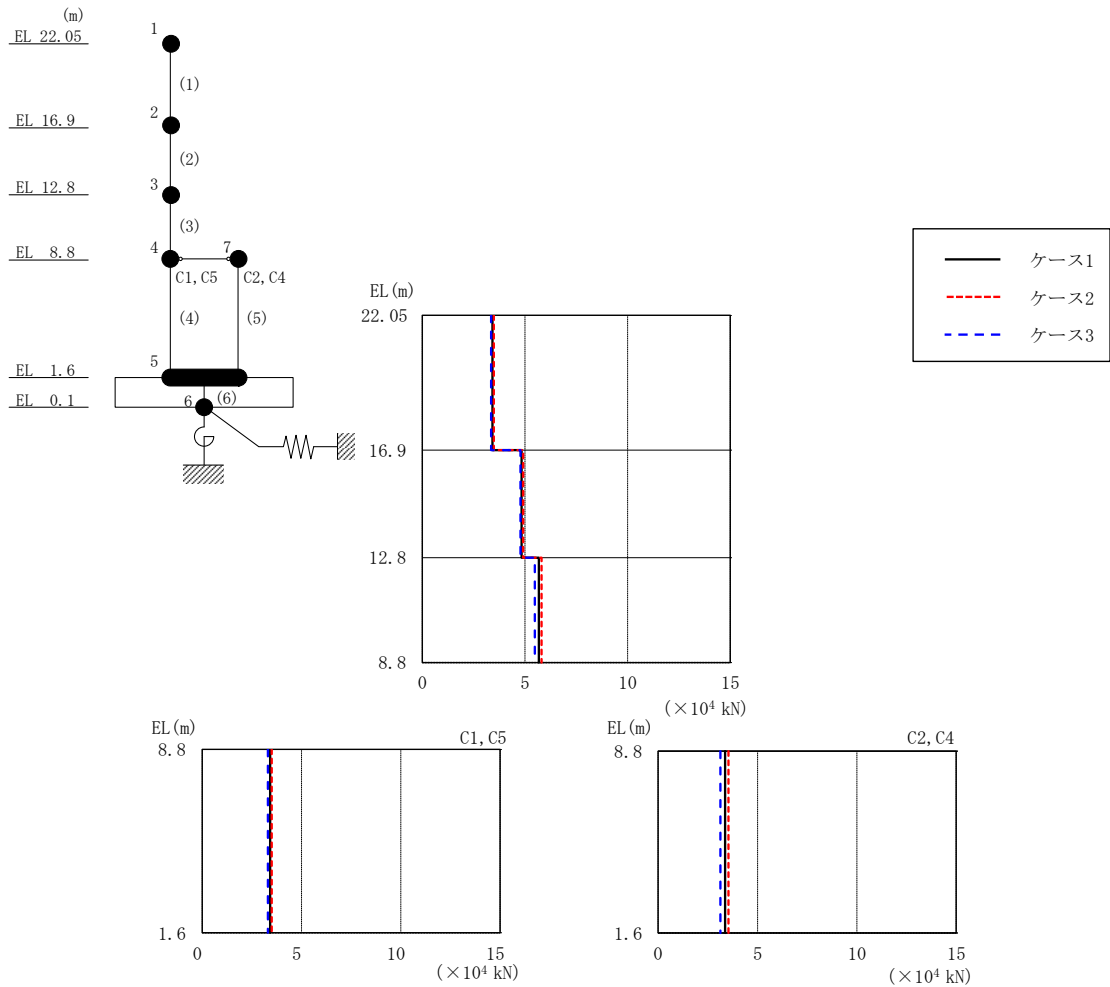 (m)
EL 22.05
EL 16.9
EL 12.8
EL 8.8
EL 1.6
EL 0.1
1
(1)
2
(2)
3
(3)
4
7
C1,C5
C2,C4
(4)
(5)
5
6
(6)
ケース1
ケース2
ケース3
EL(m)
22.05
16.9
12.8
8.8
0
5
10
15
(×10⁴ kN)
EL(m)
C1,C5
8.8
1.6
0
5
10
15
(×10⁴ kN)
EL(m)
C2,C4
8.8
1.6
0
5
10
15
(×10⁴ kN)